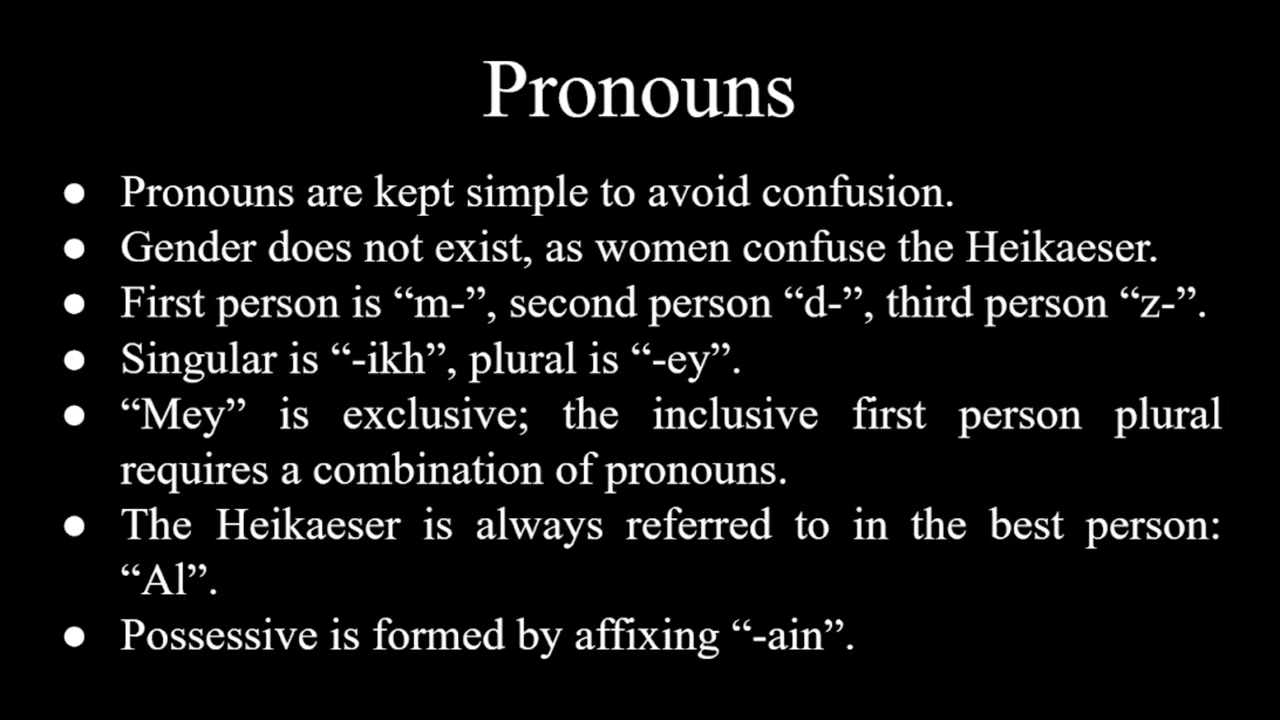 Pronouns
● Pronouns are kept simple to avoid confusion.
● Gender does not exist, as women confuse the Heikaeser.
● First person is “m-”, second person “d-”, third person “z-”.
● Singular is “-ikh”, plural is “-ey”.
● “Mey” is exclusive; the inclusive first person plural
requires a combination of pronouns.
● The Heikaeser is always referred to in the best person:
“Al”.
● Possessive is formed by affixing “-ain”.